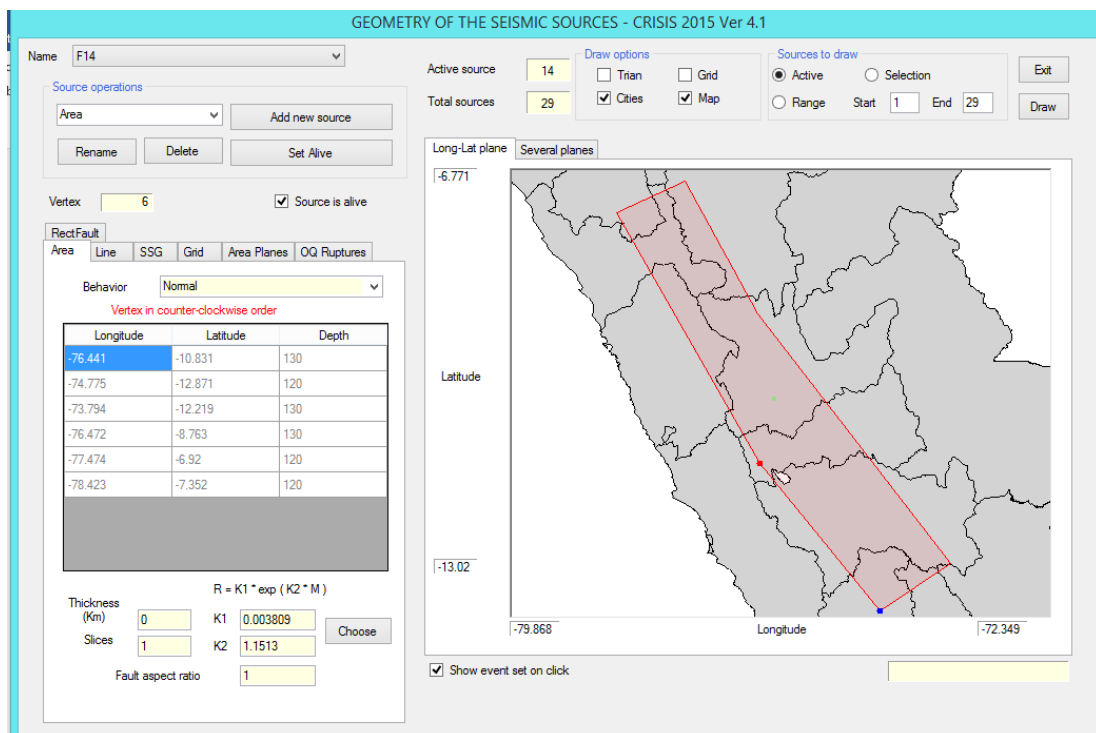 GEOMETRY OF THE SEISMIC SOURCES - CRISIS 2015 Ver 4.1
Name F14
Source operations
Area Add new source
Rename Delete Set Alive
Vertex 6 Source is alive
Active source 14
Total sources 29
Draw options
Trian Grid
Cities Map
Sources to draw
Active Selection
Range Start 1 End 29
Exit
Draw
RectFault
Area Line SSG Grid Area Planes OQ Ruptures
Behavior Normal
Vertex in counter-clockwise order
Longitude Latitude Depth
-76.441 -10.831 130
-74.775 -12.871 120
-73.794 -12.219 130
-76.472 -8.763 130
-77.474 -6.92 120
-78.423 -7.352 120
R = K1 * exp ( K2 * M )
Thickness
(Km) 0 K1 0.003809
Choose
Slices 1 K2 1.1513
Fault aspect ratio 1
Long-Lat plane Several planes
-6.771
Latitude
-13.02
-79.868 Longitude -72.349
Show event set on click